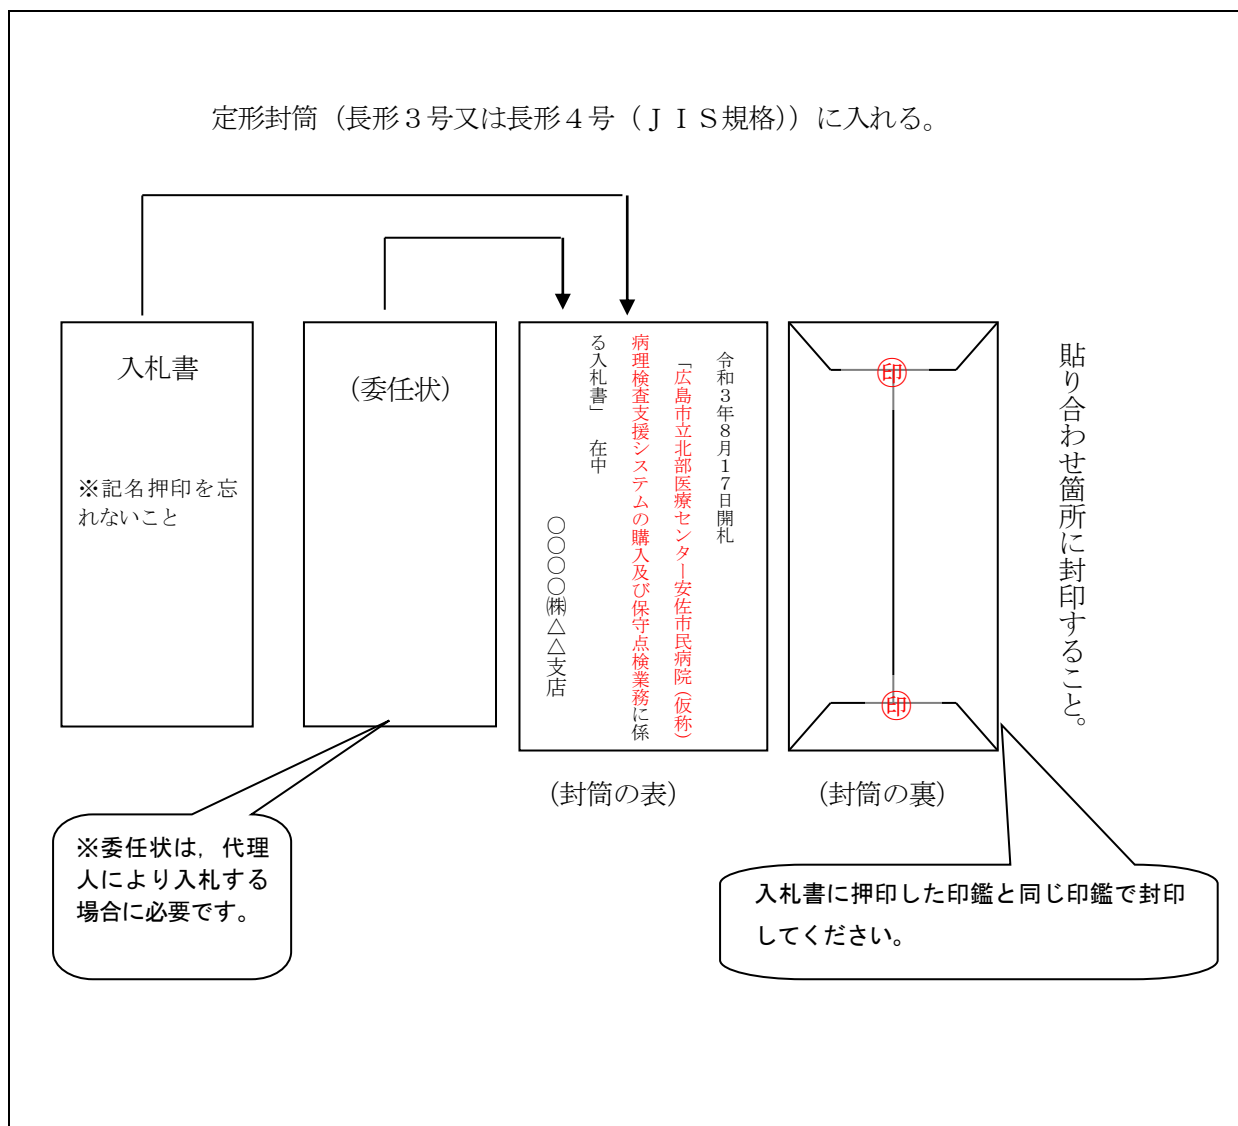 定形封筒（長形３号又は長形４号（ＪＩＳ規格））に入れる。
入札書
※記名押印を忘
れないこと
（委任状）
令和３年８月１７日開札
「広島市立北部医療センター安佐市民病院（仮称）
病理検査支援システムの購入及び保守点検業務に係
る入札書」　在中
〇〇〇〇㈱△△支店
印
印
貼り合わせ箇所に封印すること。
（封筒の表）
（封筒の裏）
※委任状は，代理
人により入札する
場合に必要です。
入札書に押印した印鑑と同じ印鑑で封印
してください。